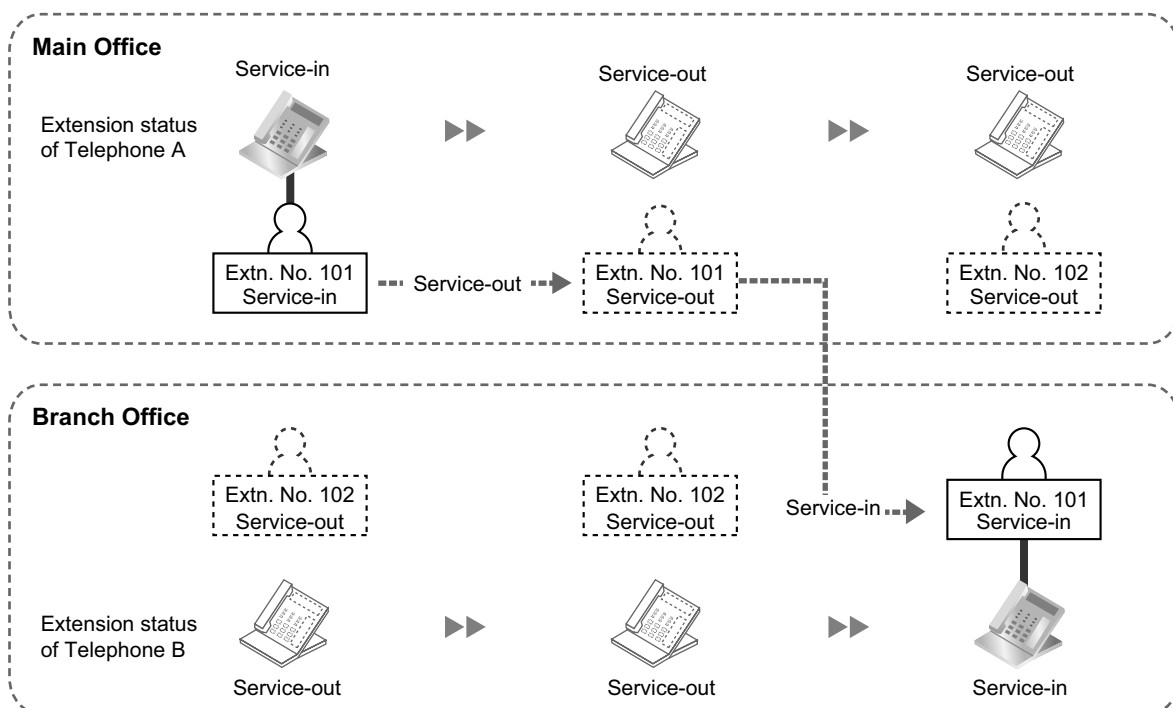 Main Office
Service-in
Service-out
Service-out
Extension status
of Telephone A
Extn. No. 101
Service-in
Service-out
Extn. No. 101
Service-out
Extn. No. 102
Service-out
Branch Office
Extn. No. 102
Service-out
Extn. No. 102
Service-out
Service-in
Extn. No. 101
Service-in
Extension status
of Telephone B
Service-out
Service-out
Service-in